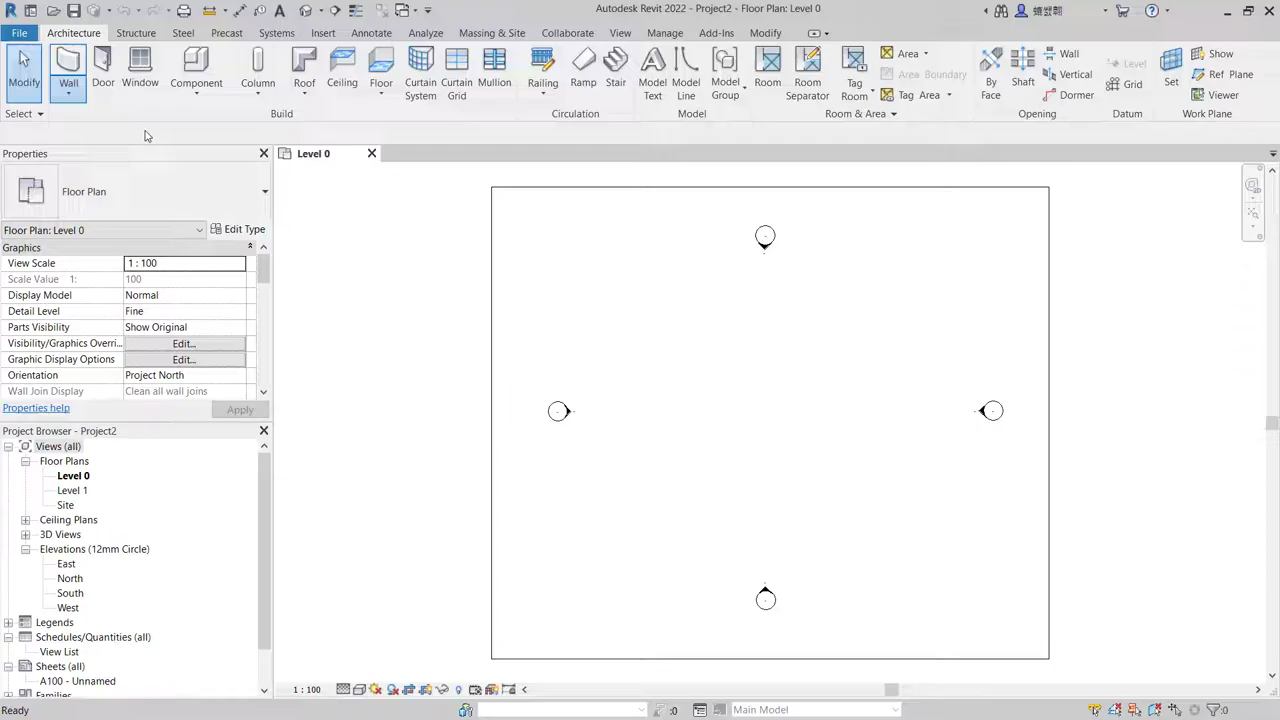 Autodesk Revit 2022 - Floor Plan: Level 0
File Architecture Structure Steel Precast Systems Insert Annotate Analyze Massing & Site Collaborate View Manage Add-Ins Modify
Modify Wall Door Window Component Column Roof Ceiling Floor Curtain System Curtain Grid Mullion Railing Ramp Stair Model Text Model Line Model Group Room Room Separator Tag Room
Area
Area Boundary
Tag Area
By Face Shaft
Wall
Vertical
Dormer
Level
Grid
Set
Show
Ref Plane
Viewer
Select Build Circulation Model Room & Area Opening Datum Work Plane
Properties
Level 0
Floor Plan
Floor Plan: Level 0 Edit Type
Graphics
View Scale 1 : 100
Scale Value 1: 100
Display Model Normal
Detail Level Fine
Parts Visibility Show Original
Visibility/Graphics Overri... Edit...
Graphic Display Options Edit...
Orientation Project North
Wall Join Display Clean all wall joins
Properties help Apply
Project Browser - Project2
Views (all)
Floor Plans
Level 0
Level 1
Site
Ceiling Plans
3D Views
Elevations (12mm Circle)
East
North
South
West
Legends
Schedules/Quantities (all)
View List
Sheets (all)
A100 - Unnamed
Families
1 : 100
Ready :0 Main Model :0